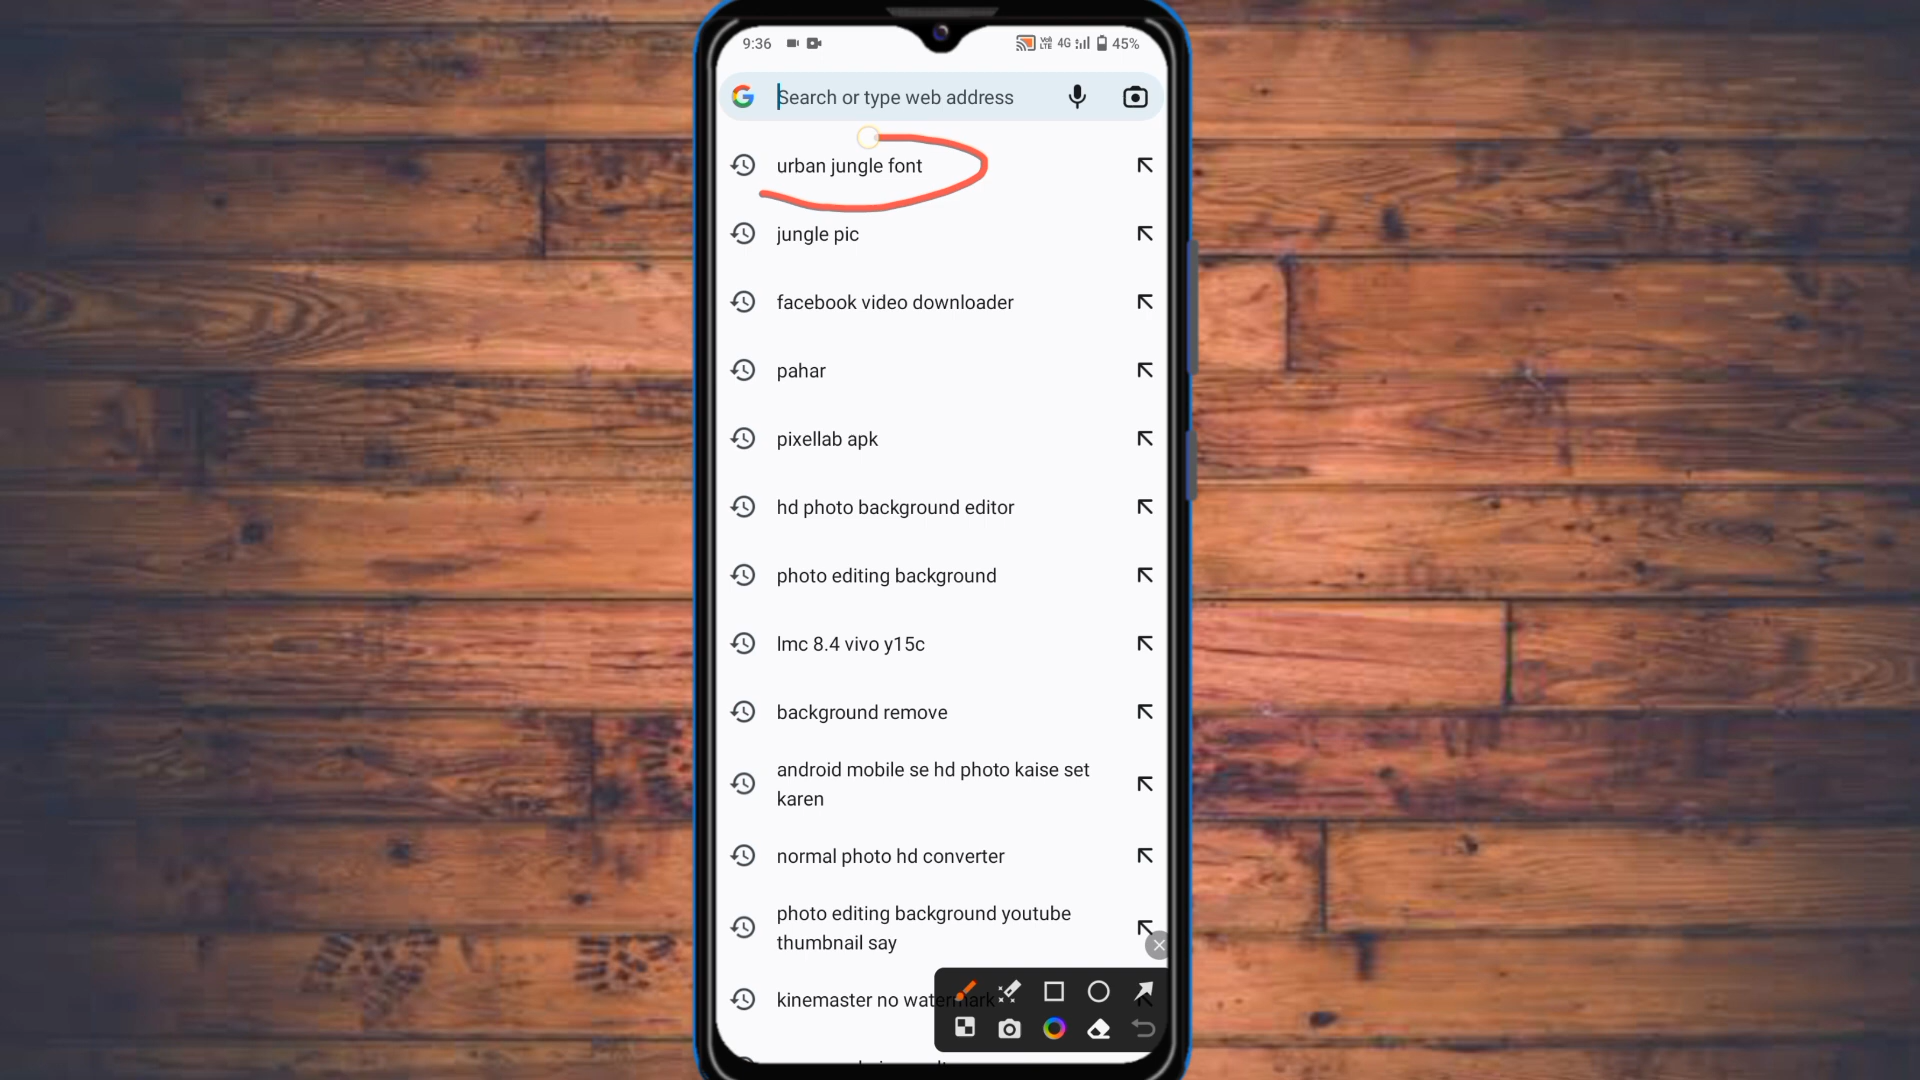 9:36 4G 45%
Search or type web address
urban jungle font
jungle pic
facebook video downloader
pahar
pixellab apk
hd photo background editor
photo editing background
lmc 8.4 vivo y15c
background remove
android mobile se hd photo kaise set
karen
normal photo hd converter
photo editing background youtube
thumbnail say
kinemaster no watermark